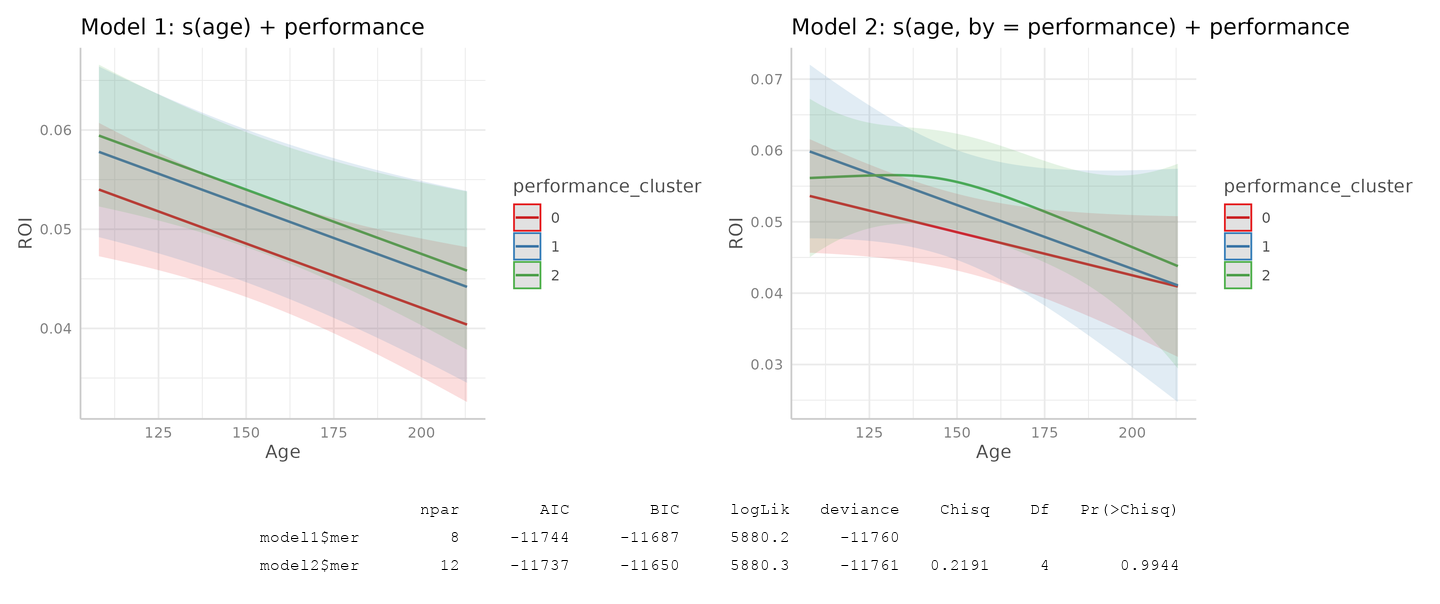 Model 1: s(age) + performance
0.06
0.05
0.04
ROI
125 150 175 200
Age
performance_cluster
0
1
2
Model 2: s(age, by = performance) + performance
0.07
0.06
0.05
0.04
0.03
ROI
125 150 175 200
Age
performance_cluster
0
1
2
npar AIC BIC logLik deviance Chisq Df Pr(>Chisq)
model1$mer 8 -11744 -11687 5880.2 -11760
model2$mer 12 -11737 -11650 5880.3 -11761 0.2191 4 0.9944